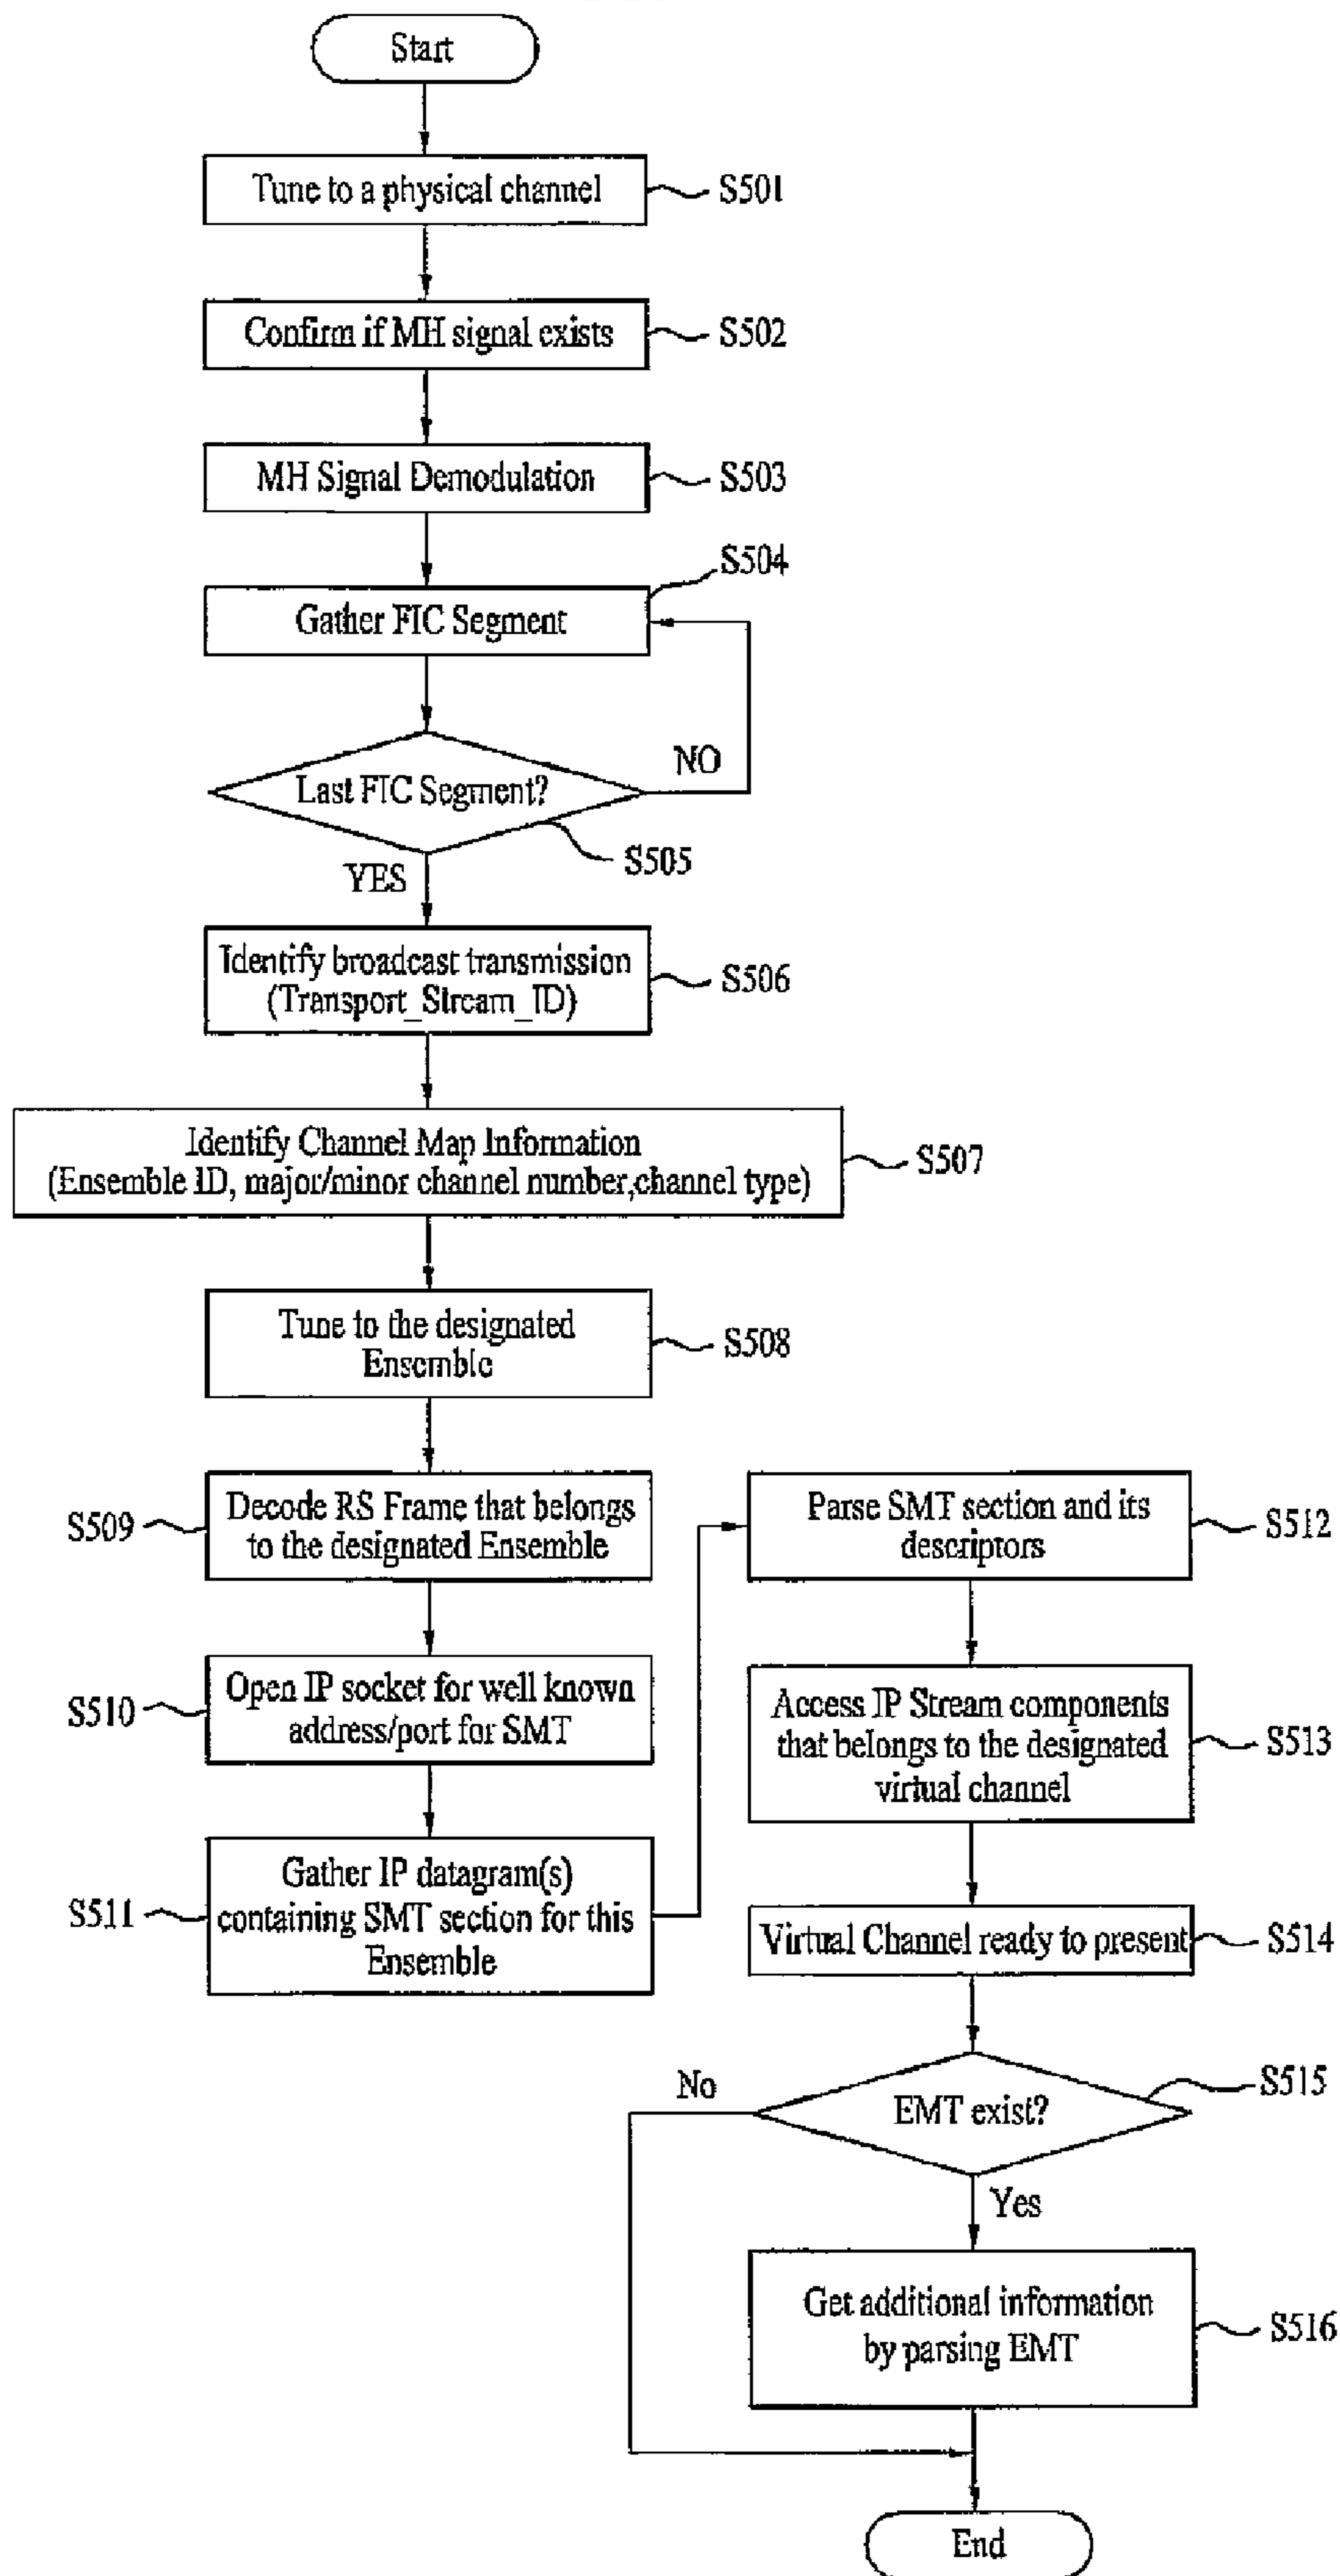 Start
Tune to a physical channel
S501
Confirm if MH signal exists
S502
MH Signal Demodulation
S503
S504
Gather FIC Segment
NO
Last FIC Segment?
S505
YES
Identify broadcast transmission
(Transport_Stream_ID)
S506
Identify Channel Map Information
(Ensemble ID, major/minor channel number,channel type)
S507
Tune to the designated
Ensemble
S508
S509
Decode RS Frame that belongs
to the designated Ensemble
S510
Open IP socket for well known
address/port for SMT
S511
Gather IP datagram(s)
containing SMT section for this
Ensemble
Parse SMT section and its
descriptors
S512
Access IP Stream components
that belongs to the designated
virtual channel
S513
Virtual Channel ready to present
S514
No
EMT exist?
S515
Yes
Get additional information
by parsing EMT
S516
End